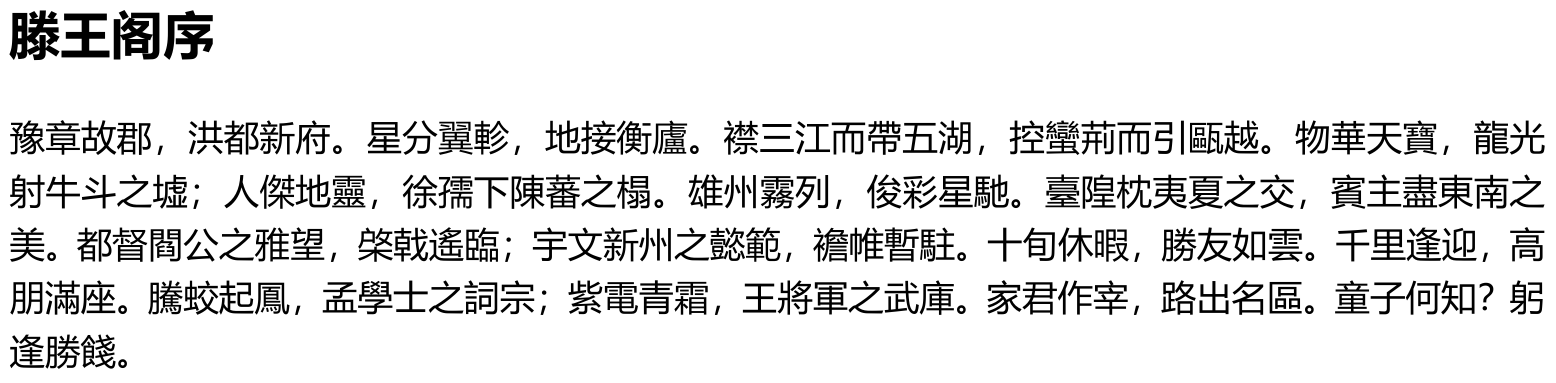 滕王阁序
豫章故郡，洪都新府。星分翼軫，地接衡廬。襟三江而帶五湖，控蠻荊而引甌越。物華天寶，龍光
射牛斗之墟；人傑地靈，徐孺下陳蕃之榻。雄州霧列，俊彩星馳。臺隍枕夷夏之交，賓主盡東南之
美。都督閻公之雅望，棨戟遙臨；宇文新州之懿範，襜帷暫駐。十旬休暇，勝友如雲。千里逢迎，高
朋滿座。騰蛟起鳳，孟學士之詞宗；紫電青霜，王將軍之武庫。家君作宰，路出名區。童子何知？躬
逢勝餞。